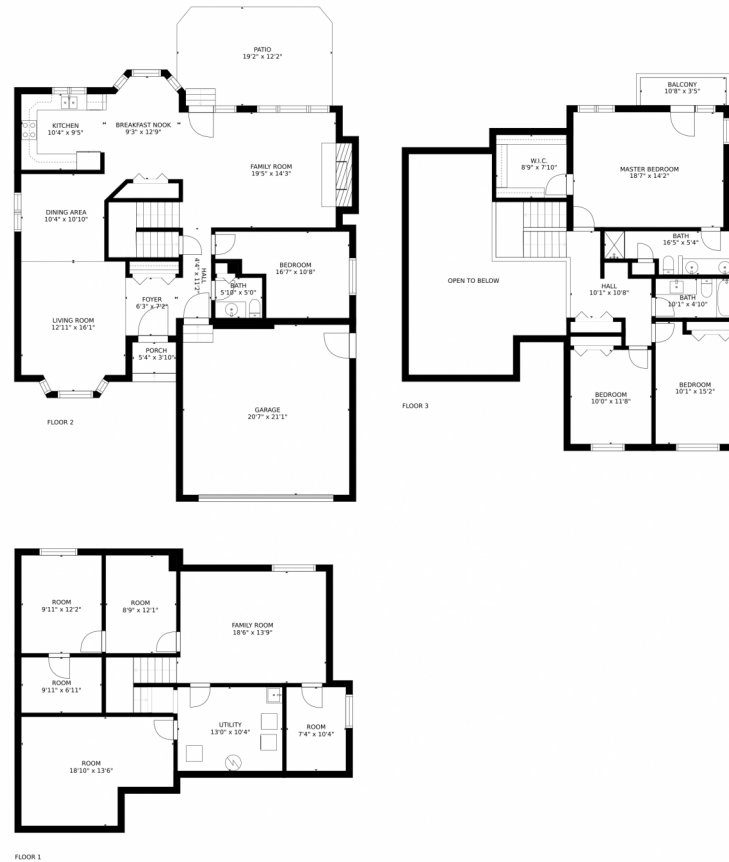 PATIO
19'2" x 12'2"
KITCHEN
10'4" x 9'5"
BREAKFAST NOOK
9'3" x 12'9"
FAMILY ROOM
19'5" x 14'3"
DINING AREA
10'4" x 10'10"
HALL
4'4" x 11'2"
BEDROOM
16'7" x 10'8"
BATH
5'10" x 5'0"
FOYER
6'3" x 7'2"
LIVING ROOM
12'11" x 16'1"
PORCH
5'4" x 3'10"
GARAGE
20'7" x 21'1"
FLOOR 2
BALCONY
10'8" x 3'5"
W.I.C.
8'9" x 7'10"
MASTER BEDROOM
18'7" x 14'2"
BATH
16'5" x 5'4"
OPEN TO BELOW
HALL
10'1" x 10'8"
BATH
10'1" x 4'10"
BEDROOM
10'0" x 11'8"
BEDROOM
10'1" x 15'2"
FLOOR 3
ROOM
9'11" x 12'2"
ROOM
8'9" x 12'1"
FAMILY ROOM
18'6" x 13'9"
ROOM
9'11" x 6'11"
UTILITY
13'0" x 10'4"
ROOM
7'4" x 10'4"
ROOM
18'10" x 13'6"
FLOOR 1